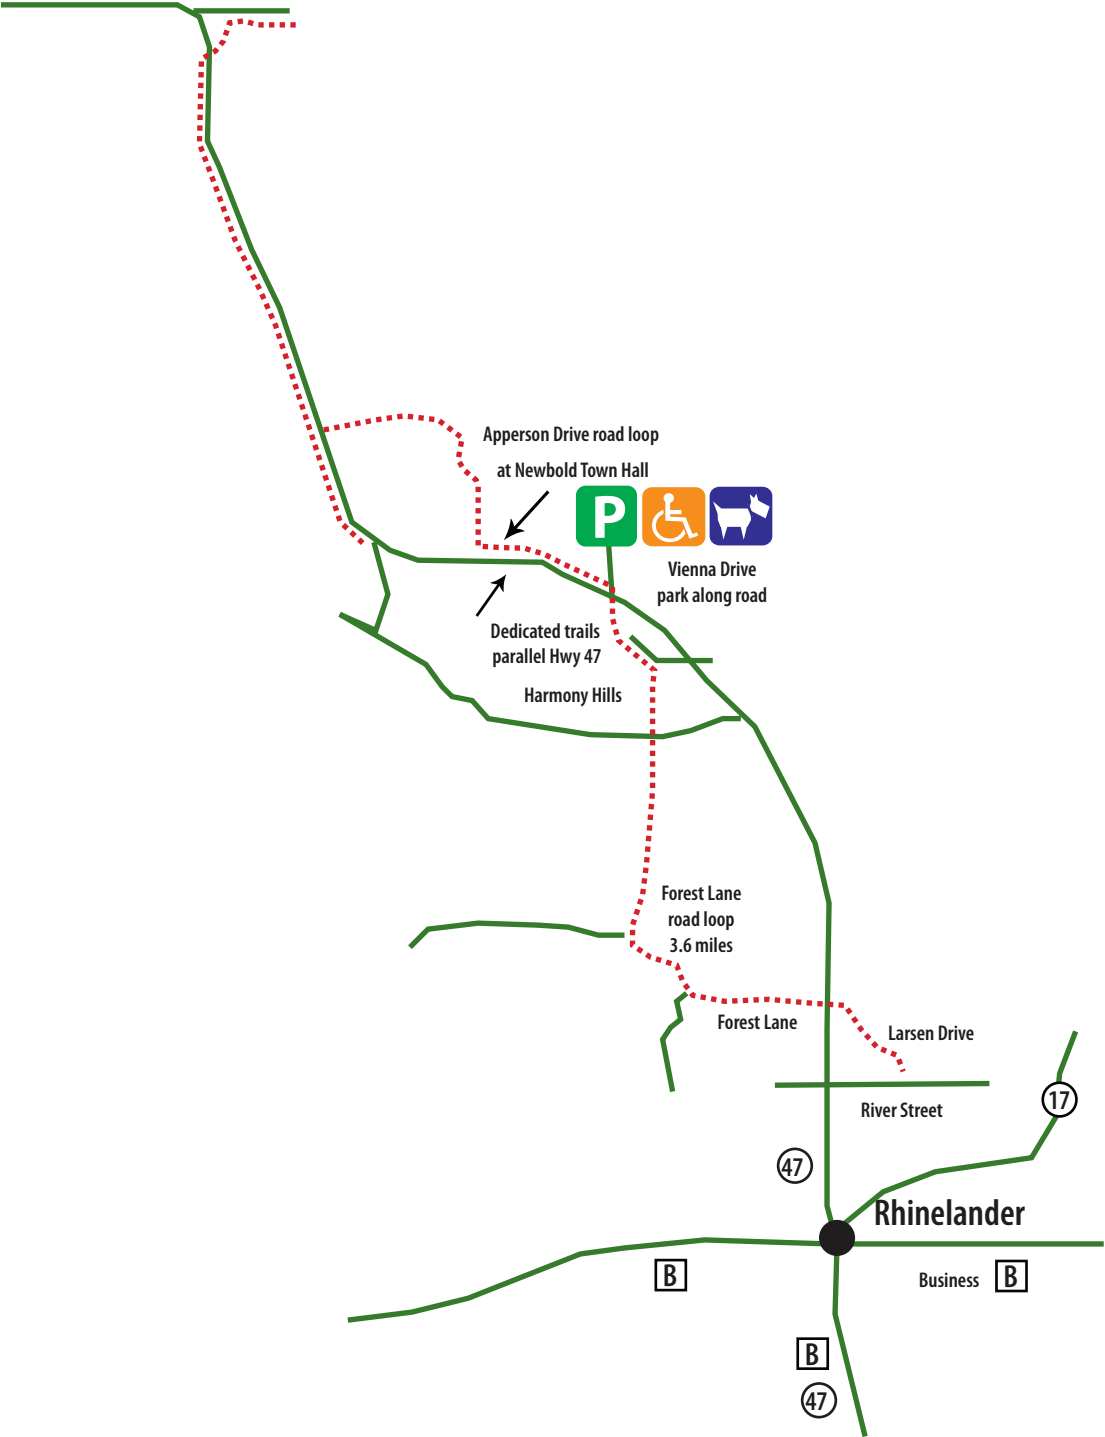 Apperson Drive road loop
at Newbold Town Hall
P
Vienna Drive
park along road
Dedicated trails
parallel Hwy 47
Harmony Hills
Forest Lane
road loop
3.6 miles
Forest Lane
Larsen Drive
River Street
17
47
Rhinelander
B
Business B
B
47